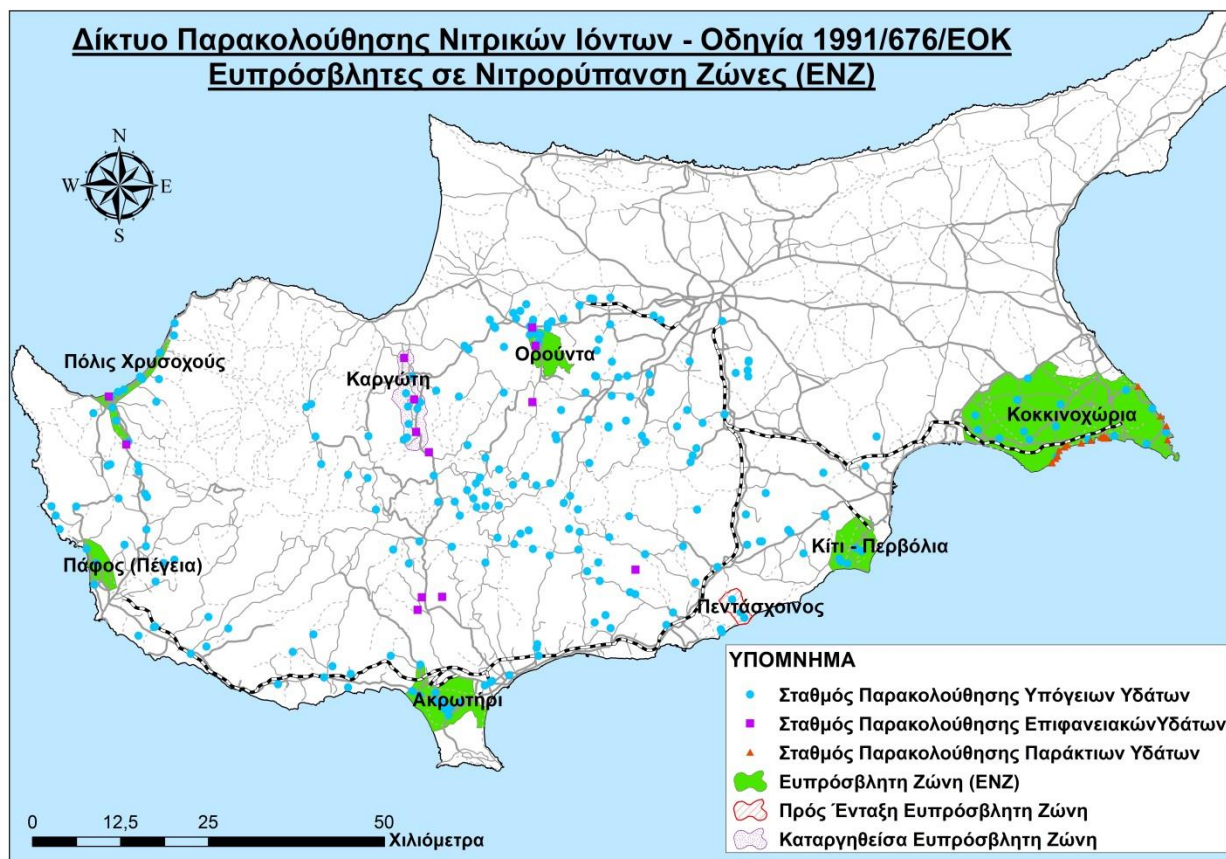 Δίκτυο Παρακολούθησης Νιτρικών Ιόντων - Οδηγία 1991/676/ΕΟΚ
Ευπρόσβλητες σε Νιτρορύπανση Ζώνες (ΕΝΖ)
N
W E
S
Πόλις Χρυσοχούς
Καργώτη
Ορούντα
Κοκκινοχώρια
Πάφος (Πέγεια)
Κίτι - Περβόλια
Πεντάσχοινος
Ακρωτήρι
ΥΠΟΜΝΗΜΑ
Σταθμός Παρακολούθησης Υπόγειων Υδάτων
Σταθμός Παρακολούθησης ΕπιφανειακώνΥδάτων
Σταθμός Παρακολούθησης Παράκτιων Υδάτων
Ευπρόσβλητη Ζώνη (ΕΝΖ)
Πρός Ένταξη Ευπρόσβλητη Ζώνη
Καταργηθείσα Ευπρόσβλητη Ζώνη
0 12,5 25 50
Χιλιόμετρα